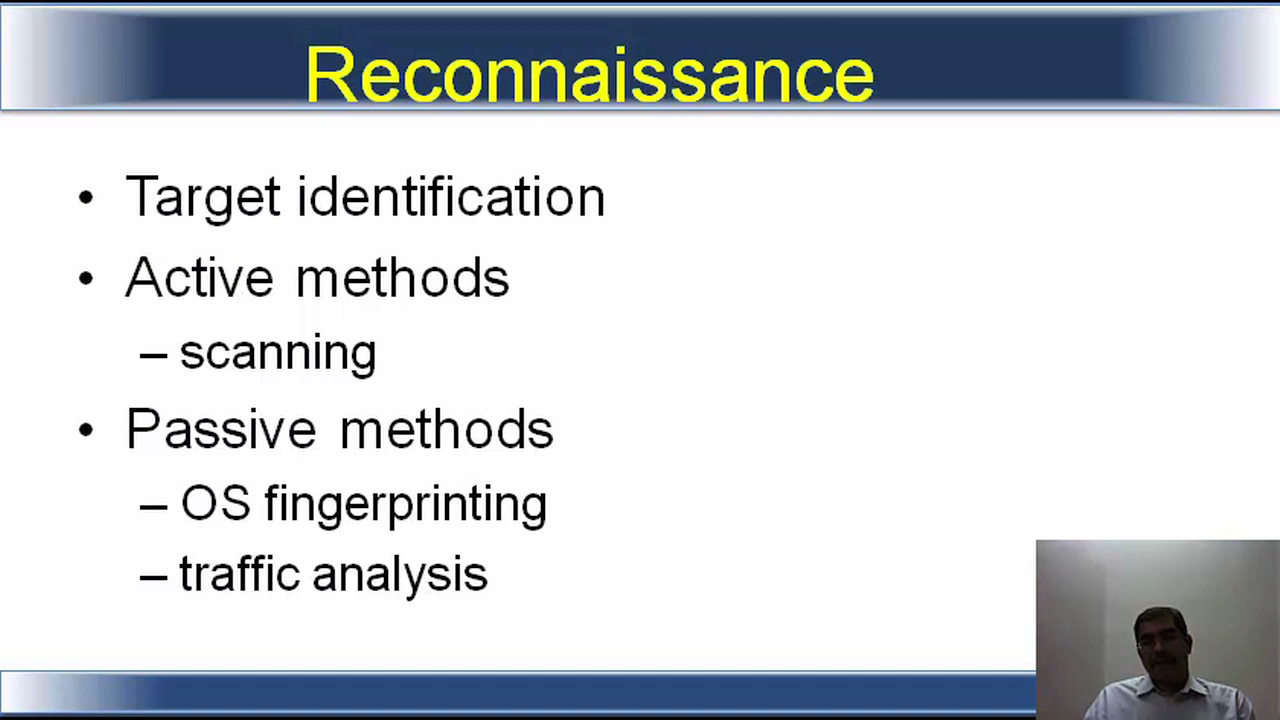 Reconnaissance
• Target identification
• Active methods
– scanning
• Passive methods
– OS fingerprinting
– traffic analysis